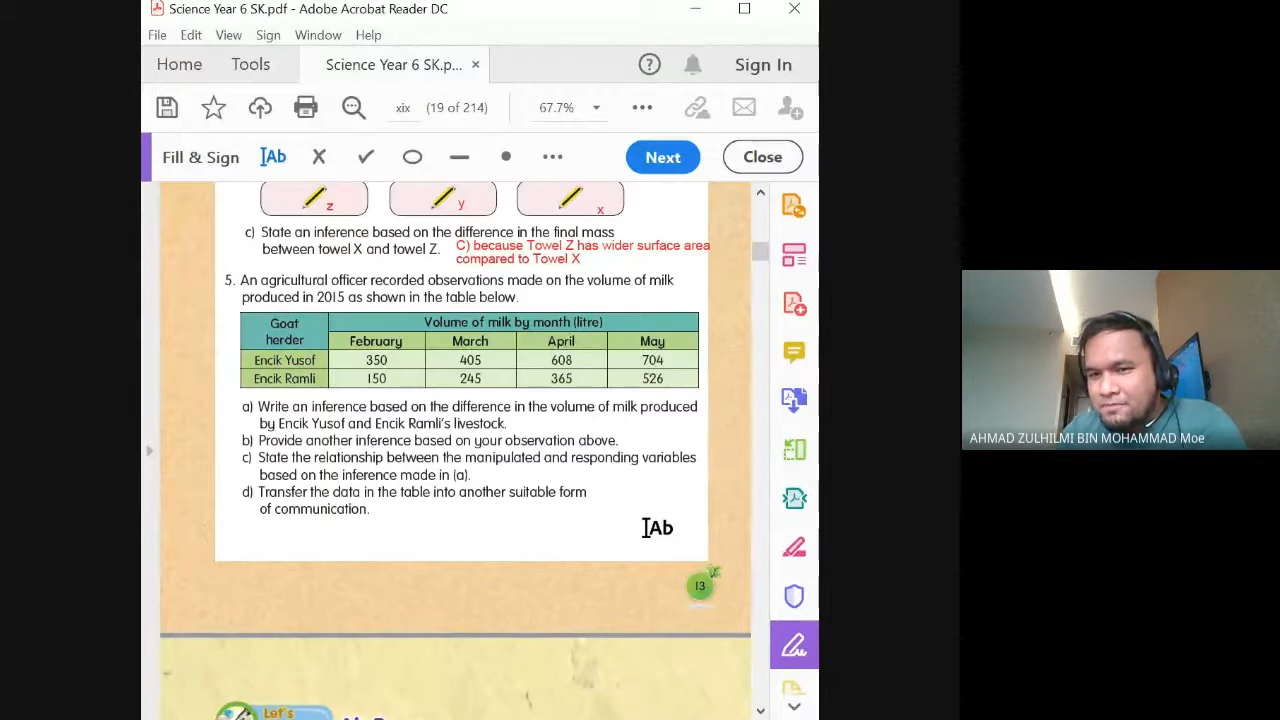 Science Year 6 SK.pdf - Adobe Acrobat Reader DC
File Edit View Sign Window Help
Home Tools Science Year 6 SK.p... × ? Sign In
xix (19 of 214) 67.7%
Fill & Sign IAb Next Close
z y x
c) State an inference based on the difference in the final mass
between towel X and towel Z. C) because Towel Z has wider surface area
compared to Towel X
5. An agricultural officer recorded observations made on the volume of milk
produced in 2015 as shown in the table below.
Goat herder Volume of milk by month (litre)
February March April May
Encik Yusof 350 405 608 704
Encik Ramli 150 245 365 526
a) Write an inference based on the difference in the volume of milk produced
by Encik Yusof and Encik Ramli's livestock.
b) Provide another inference based on your observation above.
c) State the relationship between the manipulated and responding variables
based on the inference made in (a).
d) Transfer the data in the table into another suitable form
of communication.
IAb
13
Let's
AHMAD ZULHILMI BIN MOHAMMAD Moe